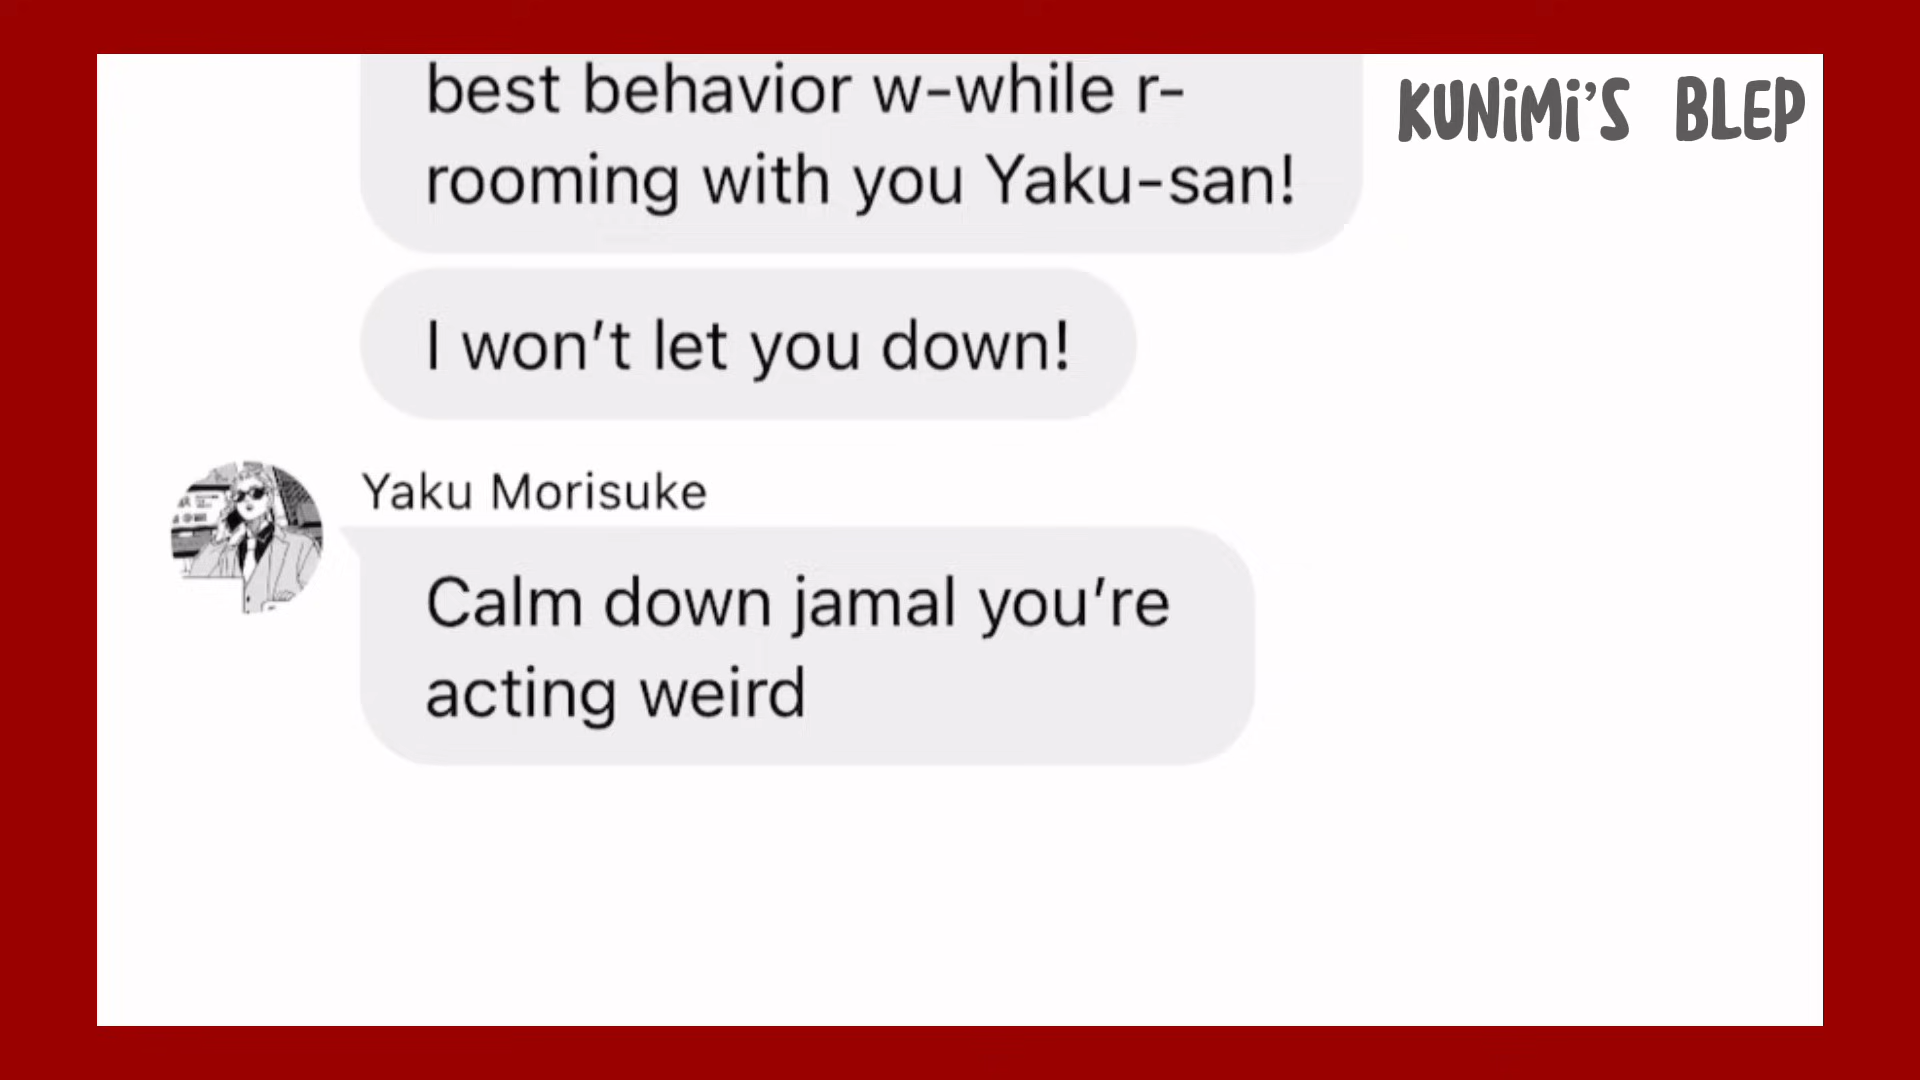 best behavior w-while r-
rooming with you Yaku-san!
KUNiMi’S BLEP
I won’t let you down!
Yaku Morisuke
Calm down jamal you’re
acting weird